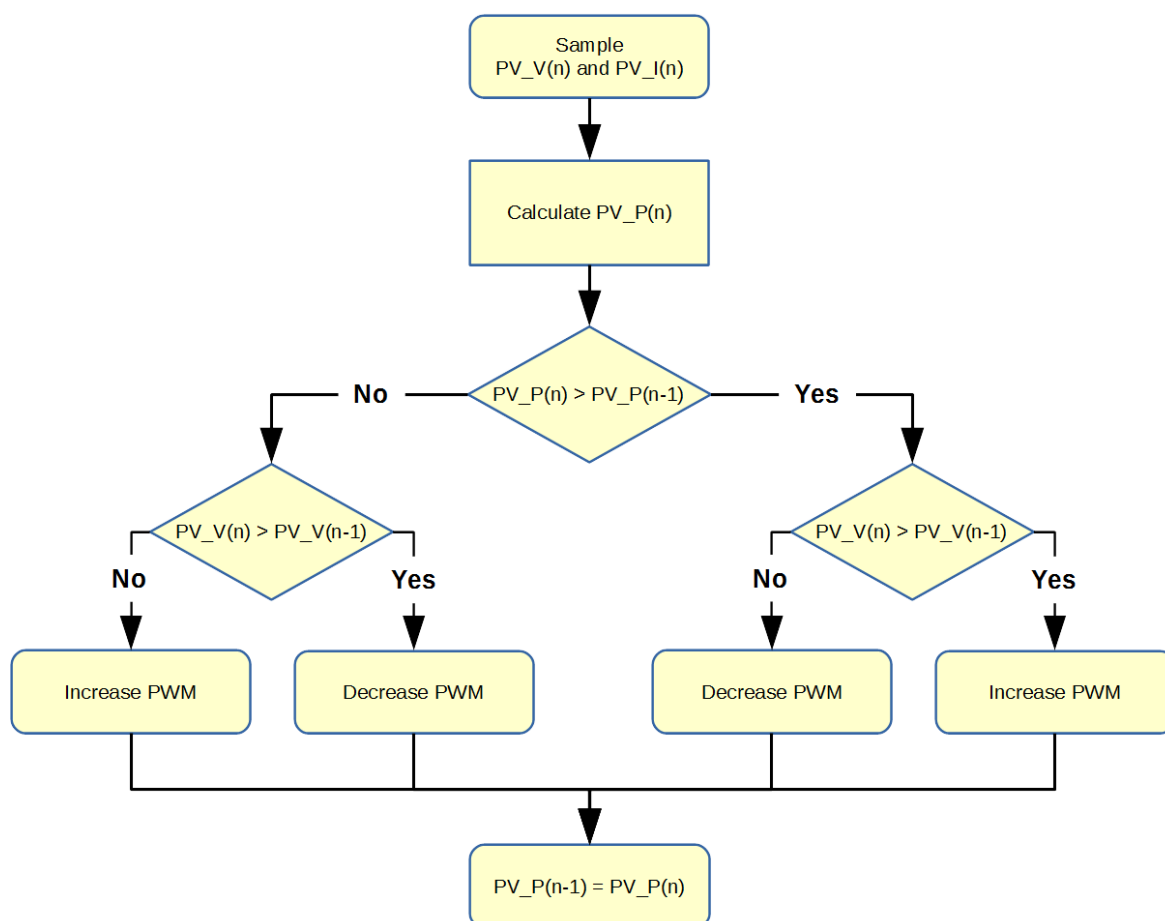 Sample
PV_V(n) and PV_I(n)
Calculate PV_P(n)
PV_P(n) > PV_P(n-1)
No
Yes
PV_V(n) > PV_V(n-1)
PV_V(n) > PV_V(n-1)
No
Yes
No
Yes
Increase PWM
Decrease PWM
Decrease PWM
Increase PWM
PV_P(n-1) = PV_P(n)